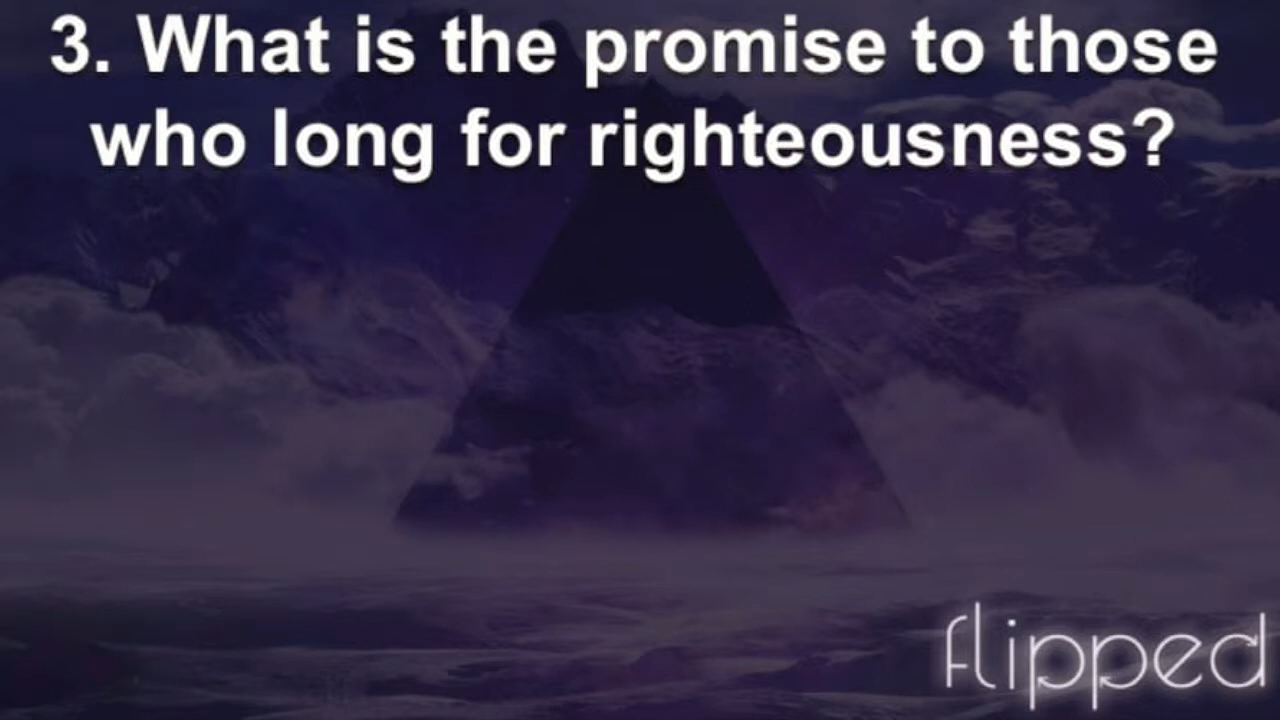 3. What is the promise to those
who long for righteousness?
flipped